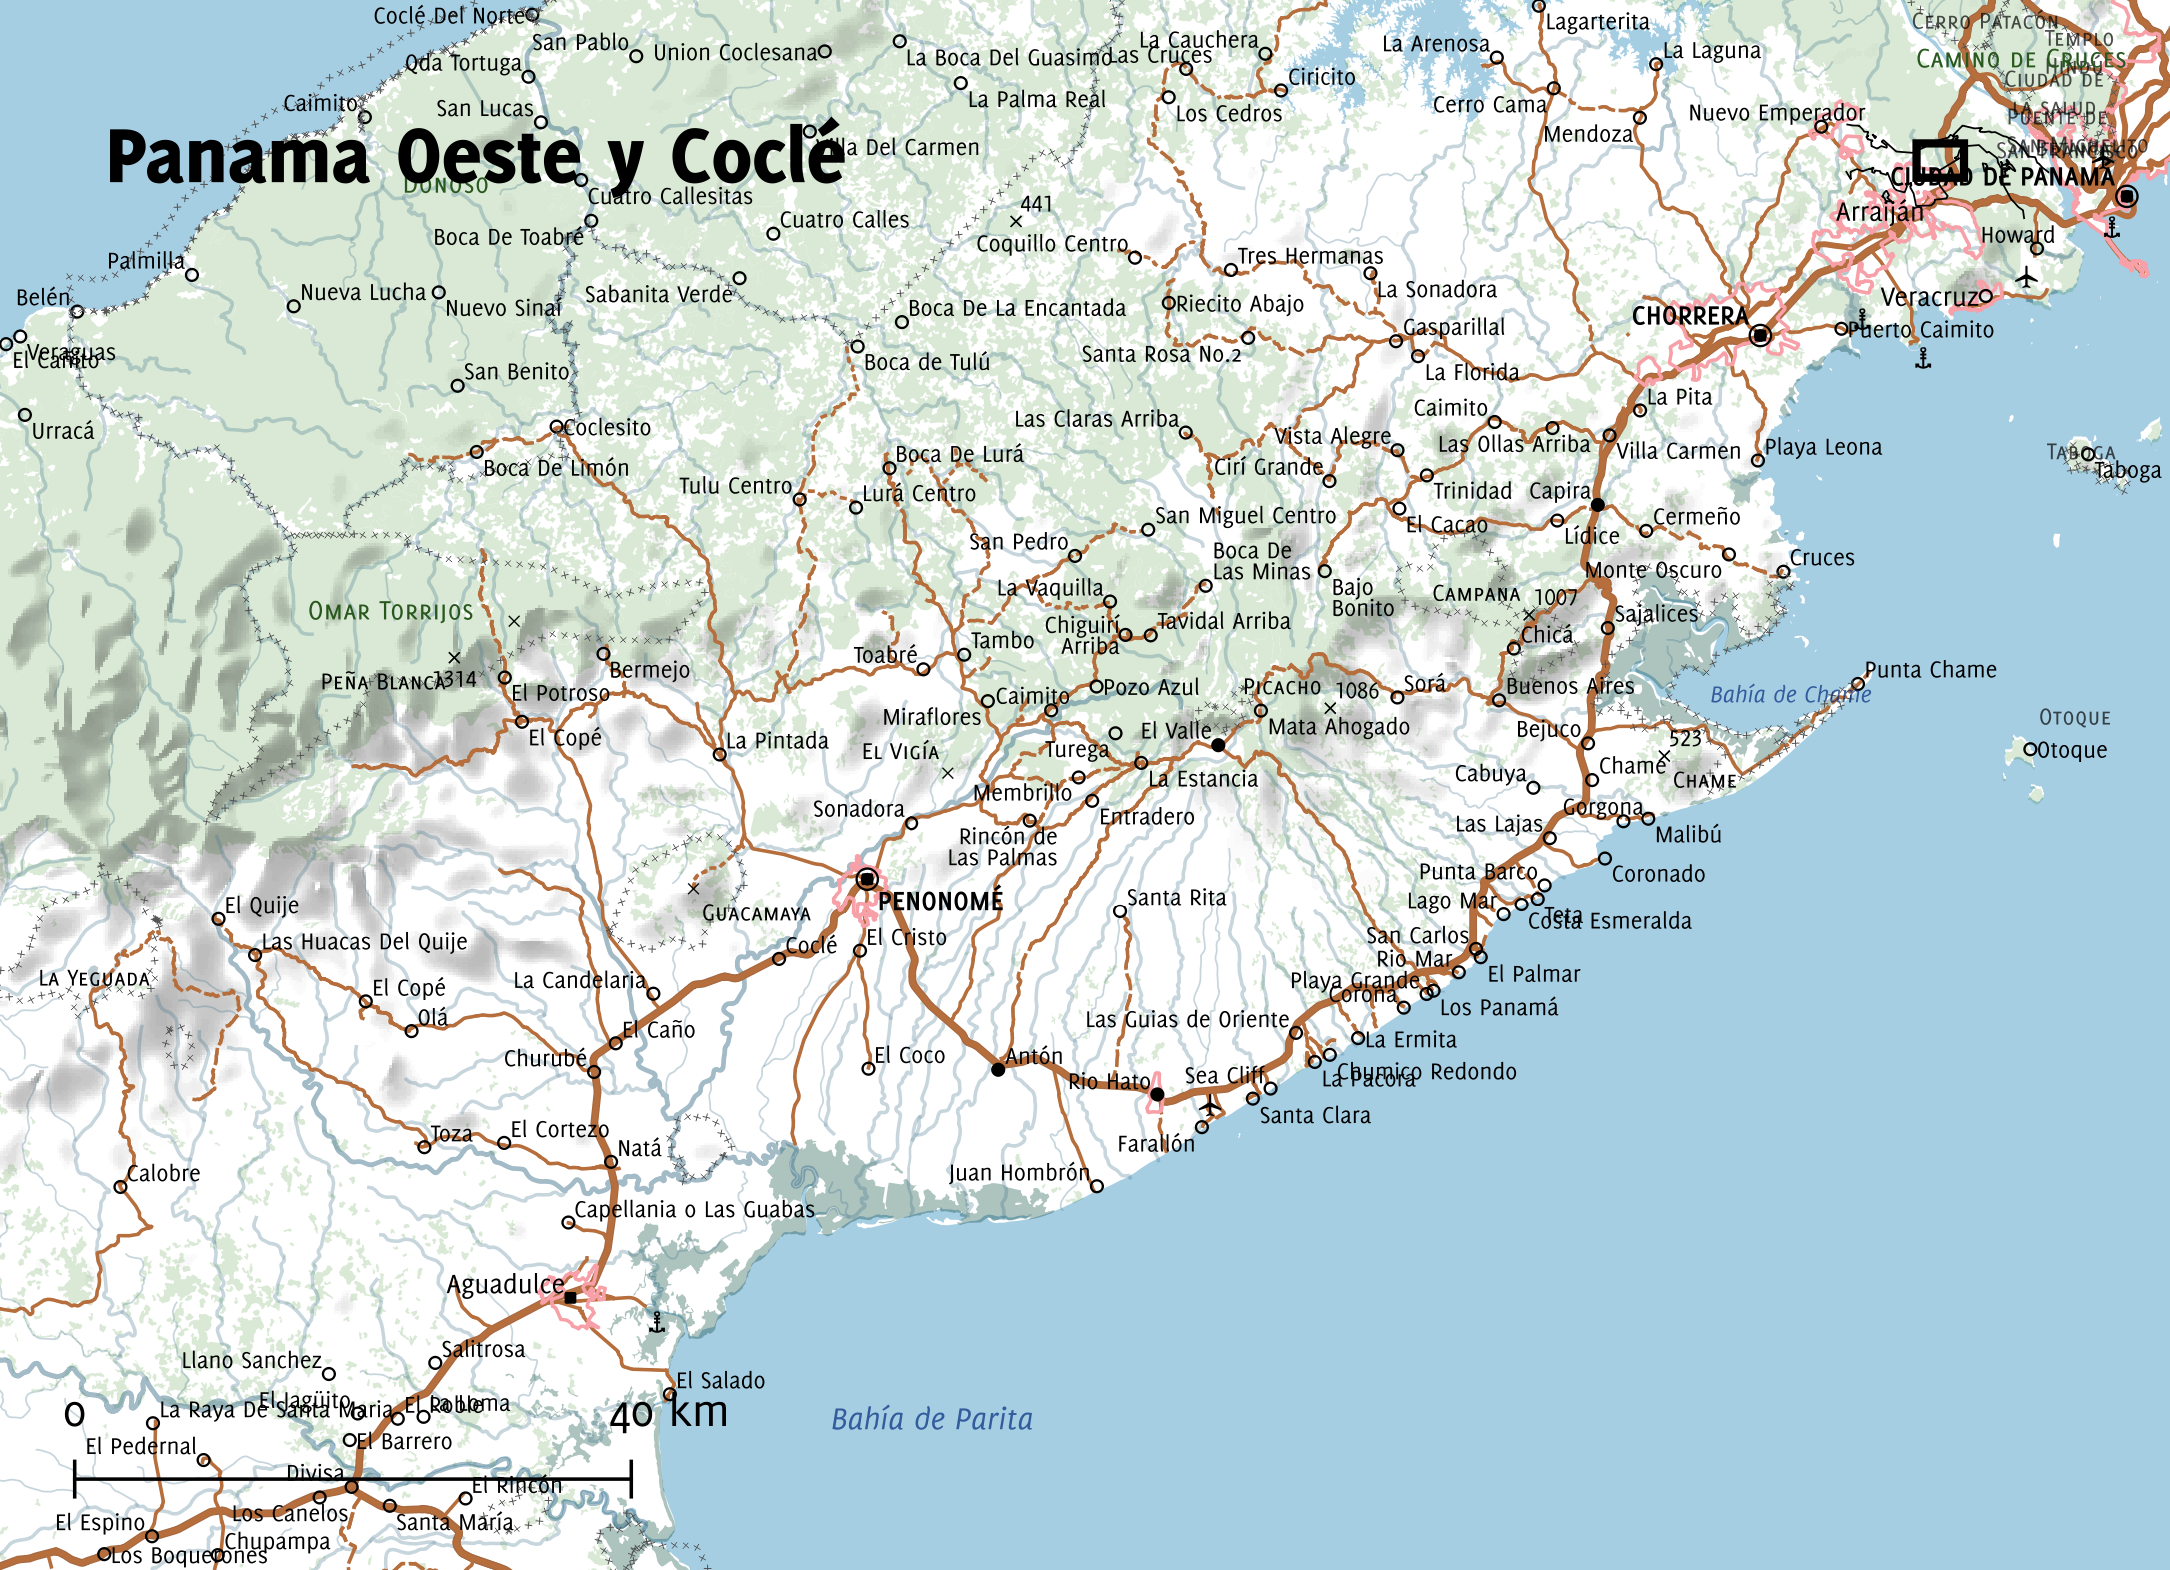 Coclé Del Norte
San Pablo
Union Coclesana
La Boca Del Guasimo
Las Cruces
La Cauchera
Ciricito
La Arenosa
Lagarterita
La Laguna
Cerro Patacón
Templo
Hindú
Camino de Cruces
Ciudad de
la Salud
Puente de
San Miguelito
San Francisco
Qda Tortuga
Caimito
San Lucas
La Palma Real
Los Cedros
Cerro Cama
Mendoza
Nuevo Emperador
Panama Oeste y Coclé
Villa Del Carmen
Donoso
Cuatro Callesitas
Cuatro Calles
441
CIUDAD DE PANAMÁ
Arraiján
Howard
Boca De Toabré
Coquillo Centro
Tres Hermanas
La Sonadora
Palmilla
Belén
Nueva Lucha
Nuevo Sinaí
Sabanita Verde
Boca De La Encantada
Riecito Abajo
Gasparillal
CHORRERA
Veracruz
Puerto Caimito
Veraguas
El Cañito
San Benito
Boca de Tulú
Santa Rosa No.2
La Florida
La Pita
Urracá
Coclesito
Boca De Limón
Las Claras Arriba
Caimito
Vista Alegre
Las Ollas Arriba
Villa Carmen
Playa Leona
Taboga
Taboga
Boca De Lurá
Cirí Grande
Tulu Centro
Lurá Centro
Trinidad
Capira
San Miguel Centro
El Cacao
Lídice
Cermeño
San Pedro
Boca De
Las Minas
Bajo
Bonito
Monte Oscuro
Cruces
La Vaquilla
Campana
1007
Omar Torrijos
Chiguirí
Arriba
Tavidal Arriba
Chicá
Sajalices
Tambo
Toabré
Bermejo
Peña Blanca
1314
El Potroso
Pozo Azul
Picacho
1086
Sorá
Buenos Aires
Punta Chame
Bahía de Chame
Caimito
Miraflores
El Copé
La Pintada
El Vigía
Turega
El Valle
Mata Ahogado
Bejuco
523
Otoque
Otoque
La Estancia
Cabuya
Chame
Chame
Membrillo
Sonadora
Entradero
Gorgona
Malibú
Rincón de
Las Palmas
Las Lajas
Coronado
Punta Barco
PENONOMÉ
Guacamaya
Santa Rita
Lago Mar
Teta
Costa Esmeralda
El Quije
Las Huacas Del Quije
Coclé
El Cristo
San Carlos
Rio Mar
El Palmar
La Yeguada
El Copé
La Candelaria
Playa Grande
Corona
Los Panamá
Olá
El Caño
Las Guias de Oriente
La Ermita
Churubé
El Coco
Antón
Rio Hato
Sea Cliff
Chumico Redondo
La Pacora
Santa Clara
Toza
El Cortezo
Natá
Farallón
Calobre
Juan Hombrón
Capellania o Las Guabas
Aguadulce
Salitrosa
Llano Sanchez
El Salado
El Jagüito
La Raya De Santa Maria
El Roble
La Loma
0
40 km
Bahía de Parita
El Pedernal
El Barrero
Divisa
El Rincón
Los Canelos
El Espino
Santa María
Chupampa
Los Boquerones